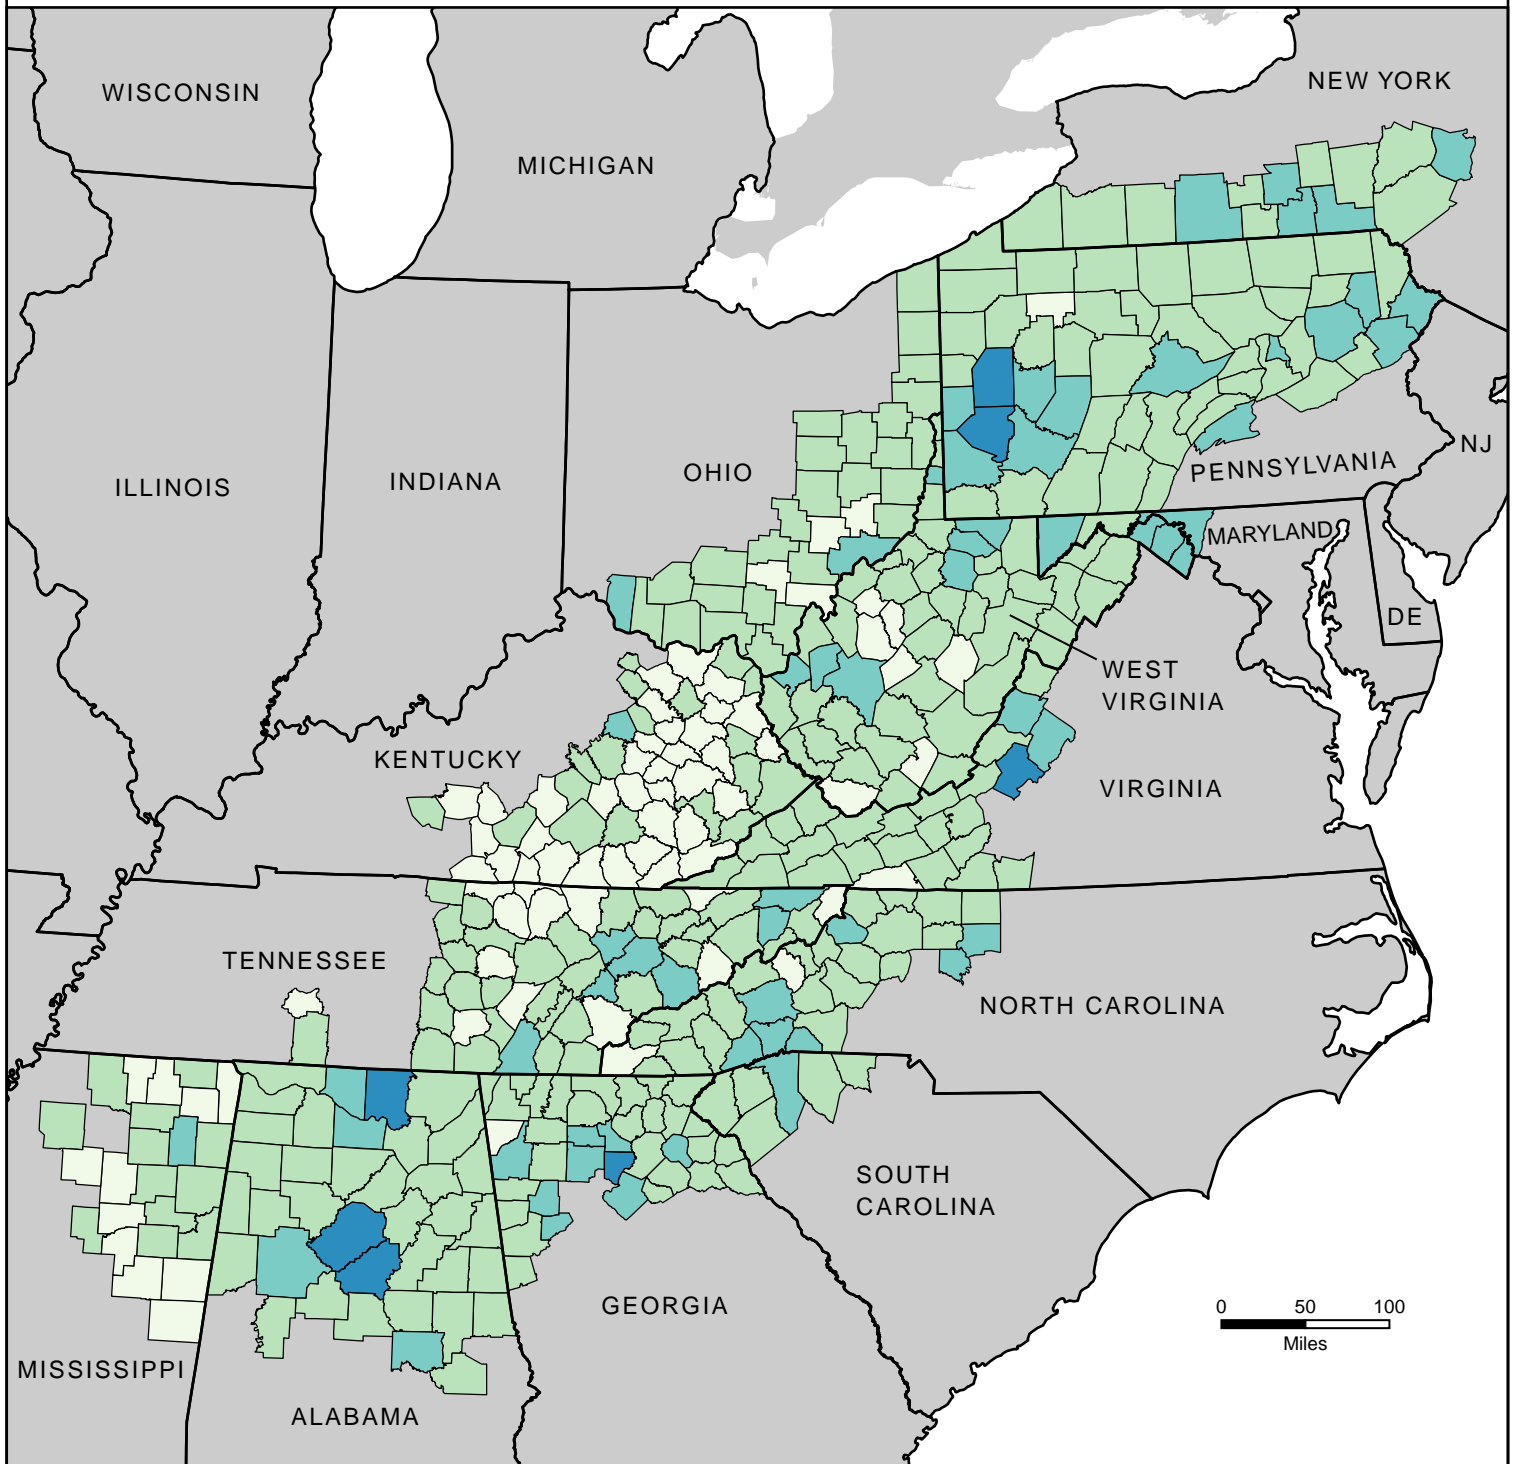 WISCONSIN
NEW YORK
MICHIGAN
ILLINOIS
INDIANA
OHIO
PENNSYLVANIA
NJ
MARYLAND
DE
WEST
VIRGINIA
KENTUCKY
VIRGINIA
TENNESSEE
NORTH CAROLINA
SOUTH
CAROLINA
GEORGIA
MISSISSIPPI
ALABAMA
0 50 100
Miles